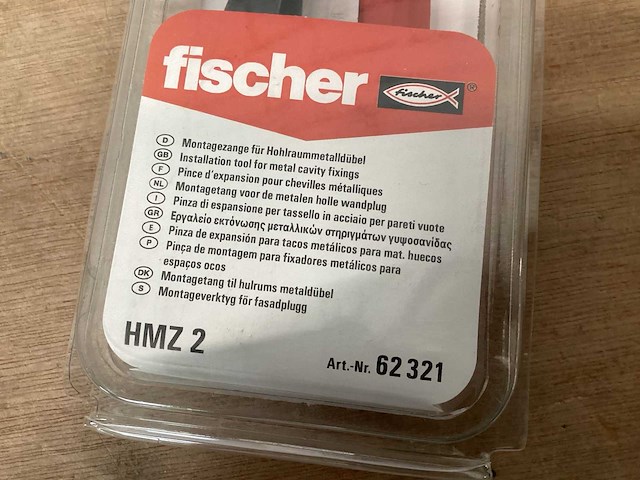 fischer fischer ®
D Montagezange für Hohlraummetalldübel
GB Installation tool for metal cavity fixings
F Pince d'expansion pour chevilles métalliques
NL Montagetang voor de metalen holle wandplug
I Pinza di espansione per tassello in acciaio per pareti vuote
GR Εργαλείο εκτόνωσης μεταλλικών στηριγμάτων γυψοσανίδας
E Pinza de expansión para tacos metálicos para mat. huecos
P Pinça de montagem para fixadores metálicos para
espaços ocos
DK Montagetang til hulrums metaldübel
S Montageverktyg för fasadplugg
HMZ 2 Art.-Nr. 62 321